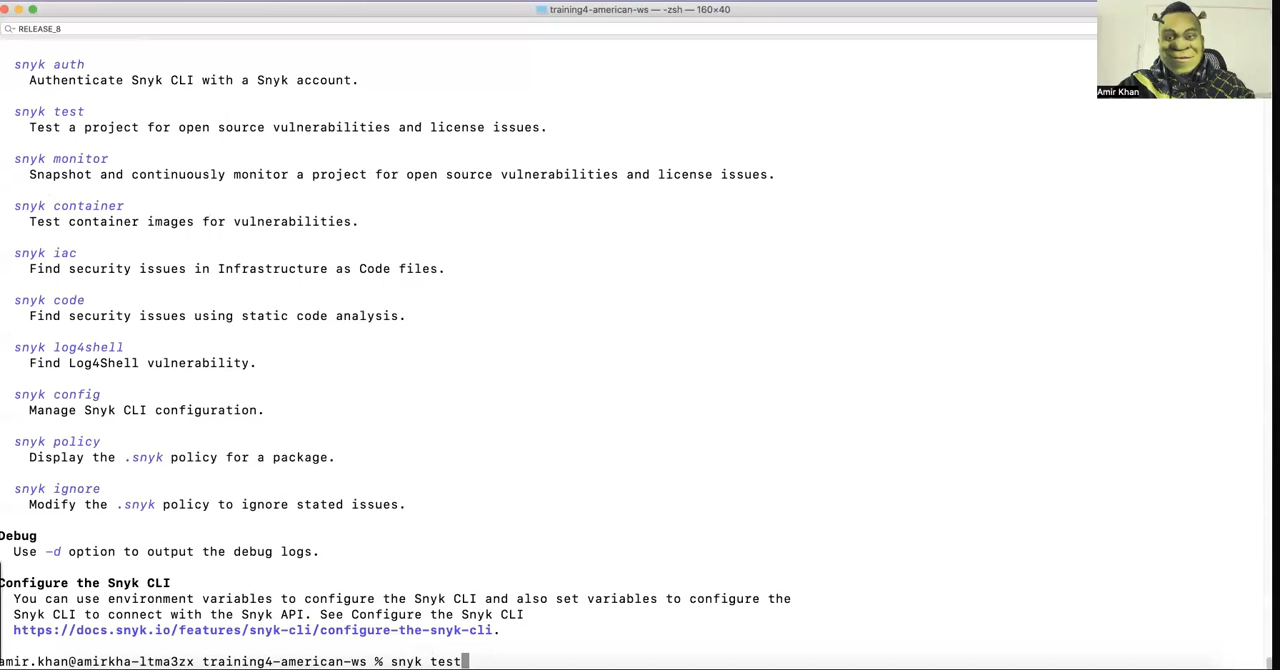 training4-american-ws — -zsh — 160×40
RELEASE_8
snyk auth
Authenticate Snyk CLI with a Snyk account.
snyk test
Test a project for open source vulnerabilities and license issues.
snyk monitor
Snapshot and continuously monitor a project for open source vulnerabilities and license issues.
snyk container
Test container images for vulnerabilities.
snyk iac
Find security issues in Infrastructure as Code files.
snyk code
Find security issues using static code analysis.
snyk log4shell
Find Log4Shell vulnerability.
snyk config
Manage Snyk CLI configuration.
snyk policy
Display the .snyk policy for a package.
snyk ignore
Modify the .snyk policy to ignore stated issues.
Debug
Use -d option to output the debug logs.
Configure the Snyk CLI
You can use environment variables to configure the Snyk CLI and also set variables to configure the
Snyk CLI to connect with the Snyk API. See Configure the Snyk CLI
https://docs.snyk.io/features/snyk-cli/configure-the-snyk-cli.
amir.khan@amirkha-ltma3zx training4-american-ws % snyk test
Amir Khan